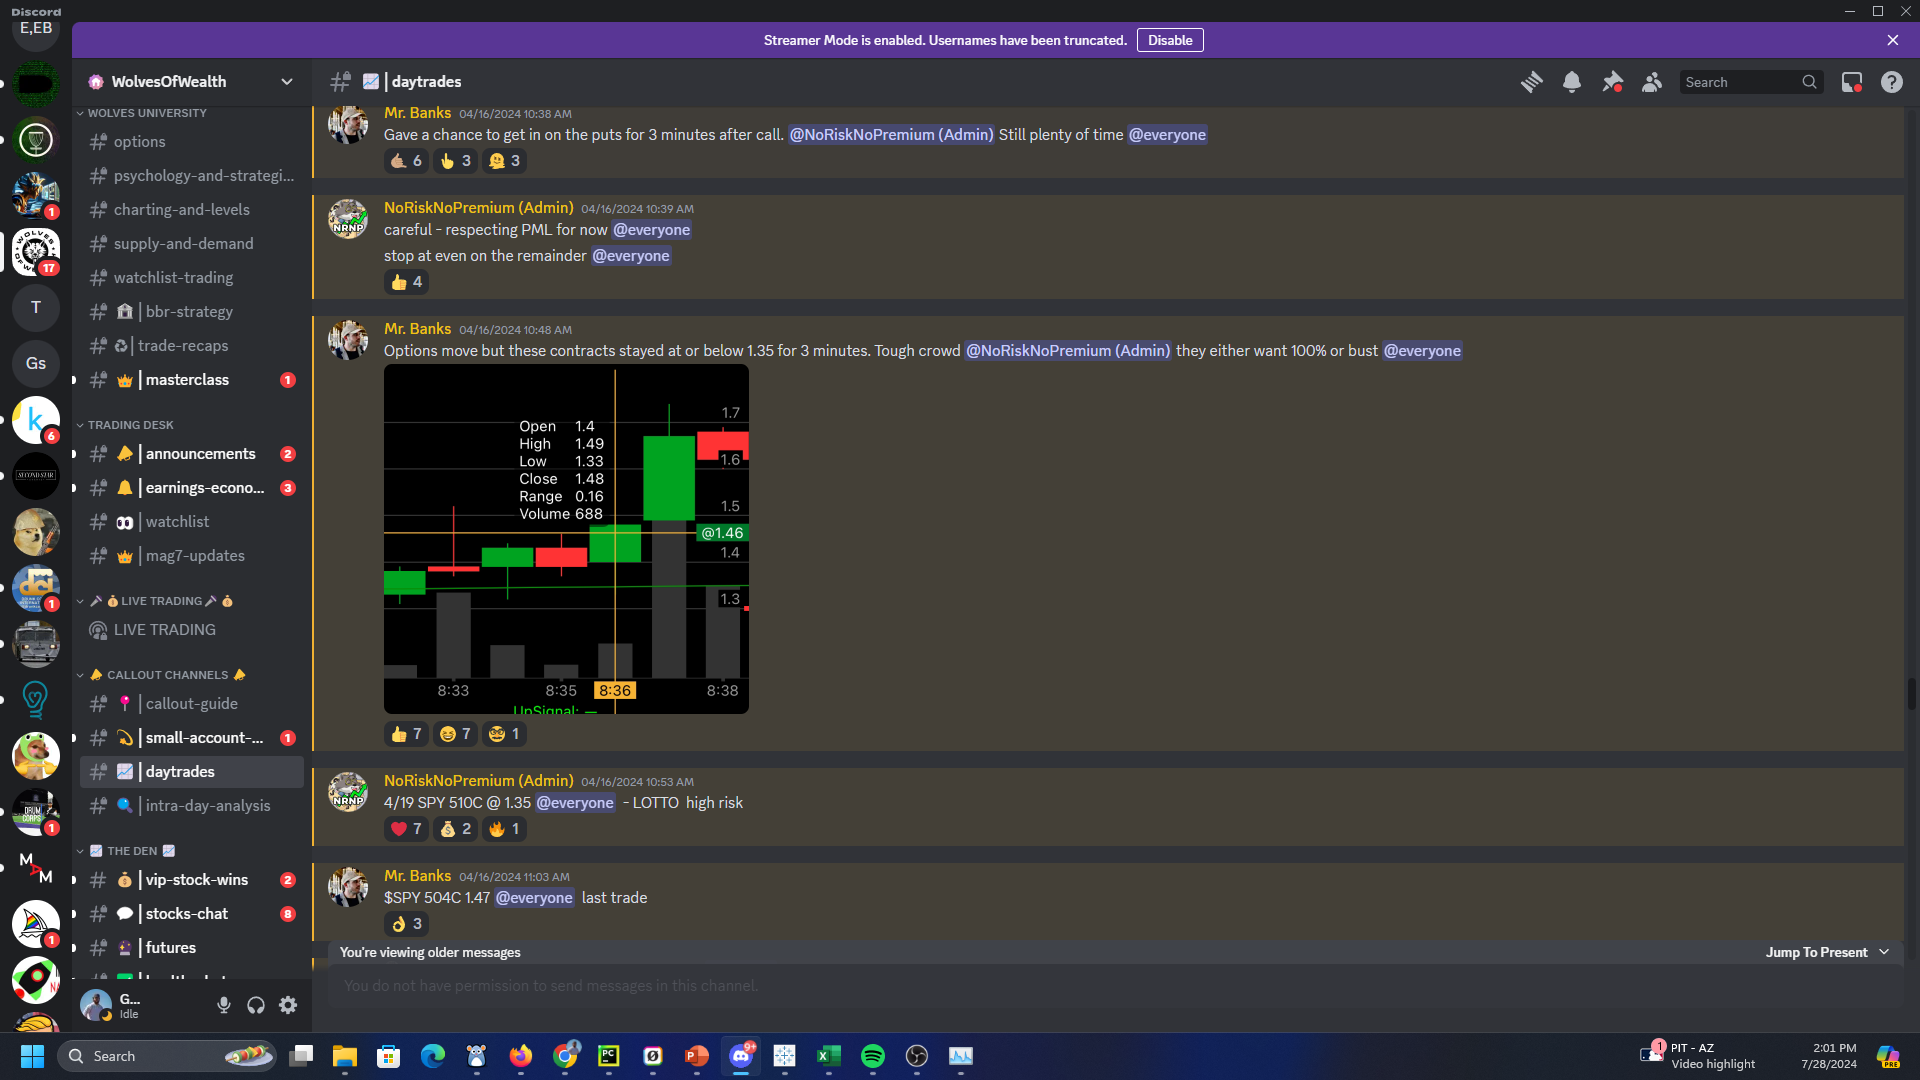 Discord
E,EB
Streamer Mode is enabled. Usernames have been truncated. Disable
WolvesOfWealth
| daytrades
Search
WOLVES UNIVERSITY
options
psychology-and-strategi...
charting-and-levels
supply-and-demand
watchlist-trading
| bbr-strategy
| trade-recaps
| masterclass 1
TRADING DESK
| announcements 2
| earnings-econo... 3
| watchlist
| mag7-updates
LIVE TRADING
LIVE TRADING
CALLOUT CHANNELS
| callout-guide
| small-account-... 1
| daytrades
| intra-day-analysis
THE DEN
| vip-stock-wins 2
| stocks-chat 8
| futures
G...
Idle
1
17
T
Gs
k
6
SECOND STAR
dci
1
DRUM CORPS
1
M A M
1
Mr. Banks 04/16/2024 10:38 AM
Gave a chance to get in on the puts for 3 minutes after call. @NoRiskNoPremium (Admin) Still plenty of time @everyone
6 3 3
NRNP
NoRiskNoPremium (Admin) 04/16/2024 10:39 AM
careful - respecting PML for now @everyone
stop at even on the remainder @everyone
4
Mr. Banks 04/16/2024 10:48 AM
Options move but these contracts stayed at or below 1.35 for 3 minutes. Tough crowd @NoRiskNoPremium (Admin) they either want 100% or bust @everyone
Open 1.4
High 1.49
Low 1.33
Close 1.48
Range 0.16
Volume 688
1.7
1.6
1.5
@1.46
1.4
1.3
8:33 8:35 8:36 8:38
UpSignal: —
7 7 1
NRNP
NoRiskNoPremium (Admin) 04/16/2024 10:53 AM
4/19 SPY 510C @ 1.35 @everyone - LOTTO high risk
7 2 1
Mr. Banks 04/16/2024 11:03 AM
$SPY 504C 1.47 @everyone last trade
3
You're viewing older messages
Jump To Present
You do not have permission to send messages in this channel.
Search
PC
P
9+
X
1
PIT - AZ
Video highlight
2:01 PM
7/28/2024
PRE